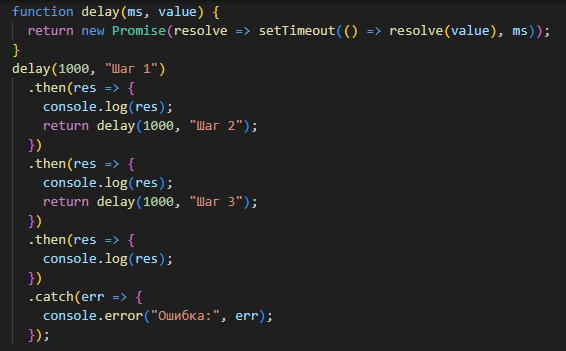 function delay(ms, value) {
  return new Promise(resolve => setTimeout(() => resolve(value), ms));
}
delay(1000, "Шаг 1")
  .then(res => {
    console.log(res);
    return delay(1000, "Шаг 2");
  })
  .then(res => {
    console.log(res);
    return delay(1000, "Шаг 3");
  })
  .then(res => {
    console.log(res);
  })
  .catch(err => {
    console.error("Ошибка:", err);
  });